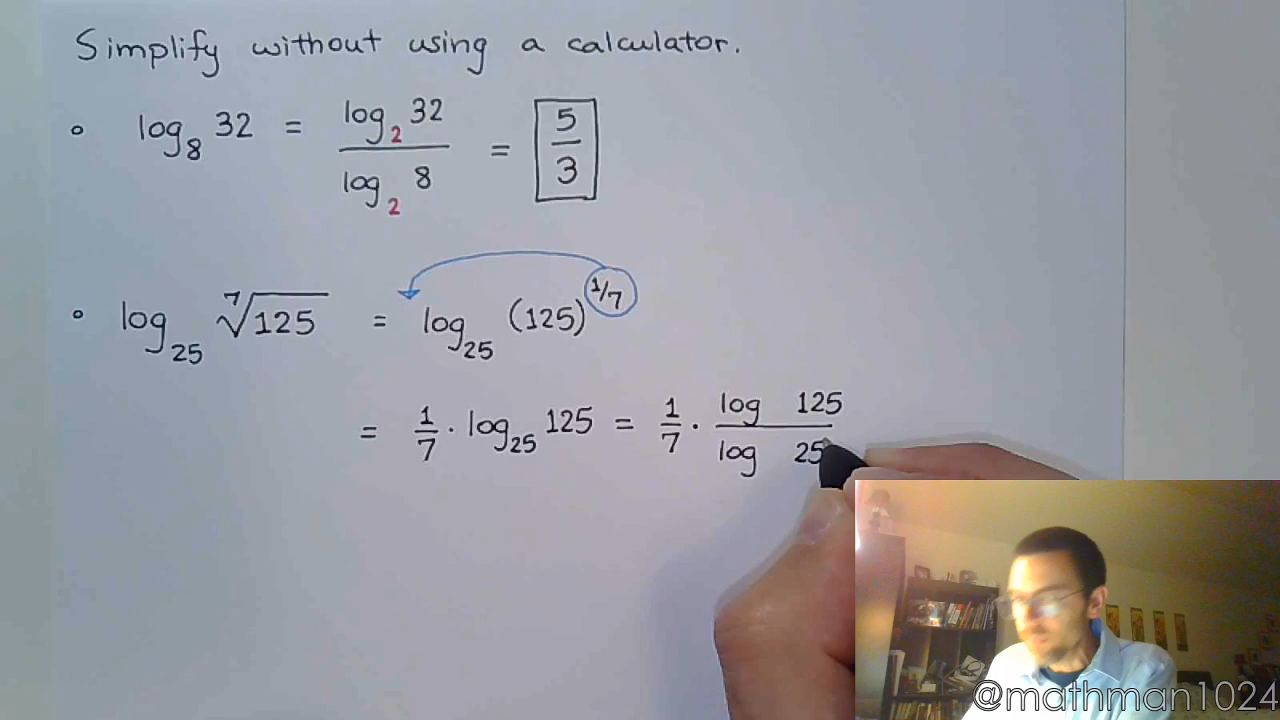 Simplify without using a calculator.
∘ log₈ 32 = log₂ 32 / log₂ 8 = 5/3
∘ log₂₅ ⁷√125 = log₂₅ (125)^1/7
= 1/7 · log₂₅ 125 = 1/7 · log 125 / log 25
@mathman1024